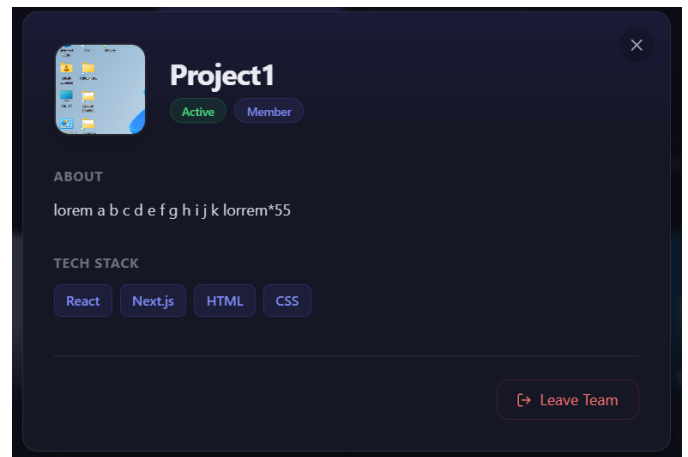 Project1
Active Member
ABOUT
lorem a b c d e f g h i j k lorrem*55
TECH STACK
React Next.js HTML CSS
Leave Team